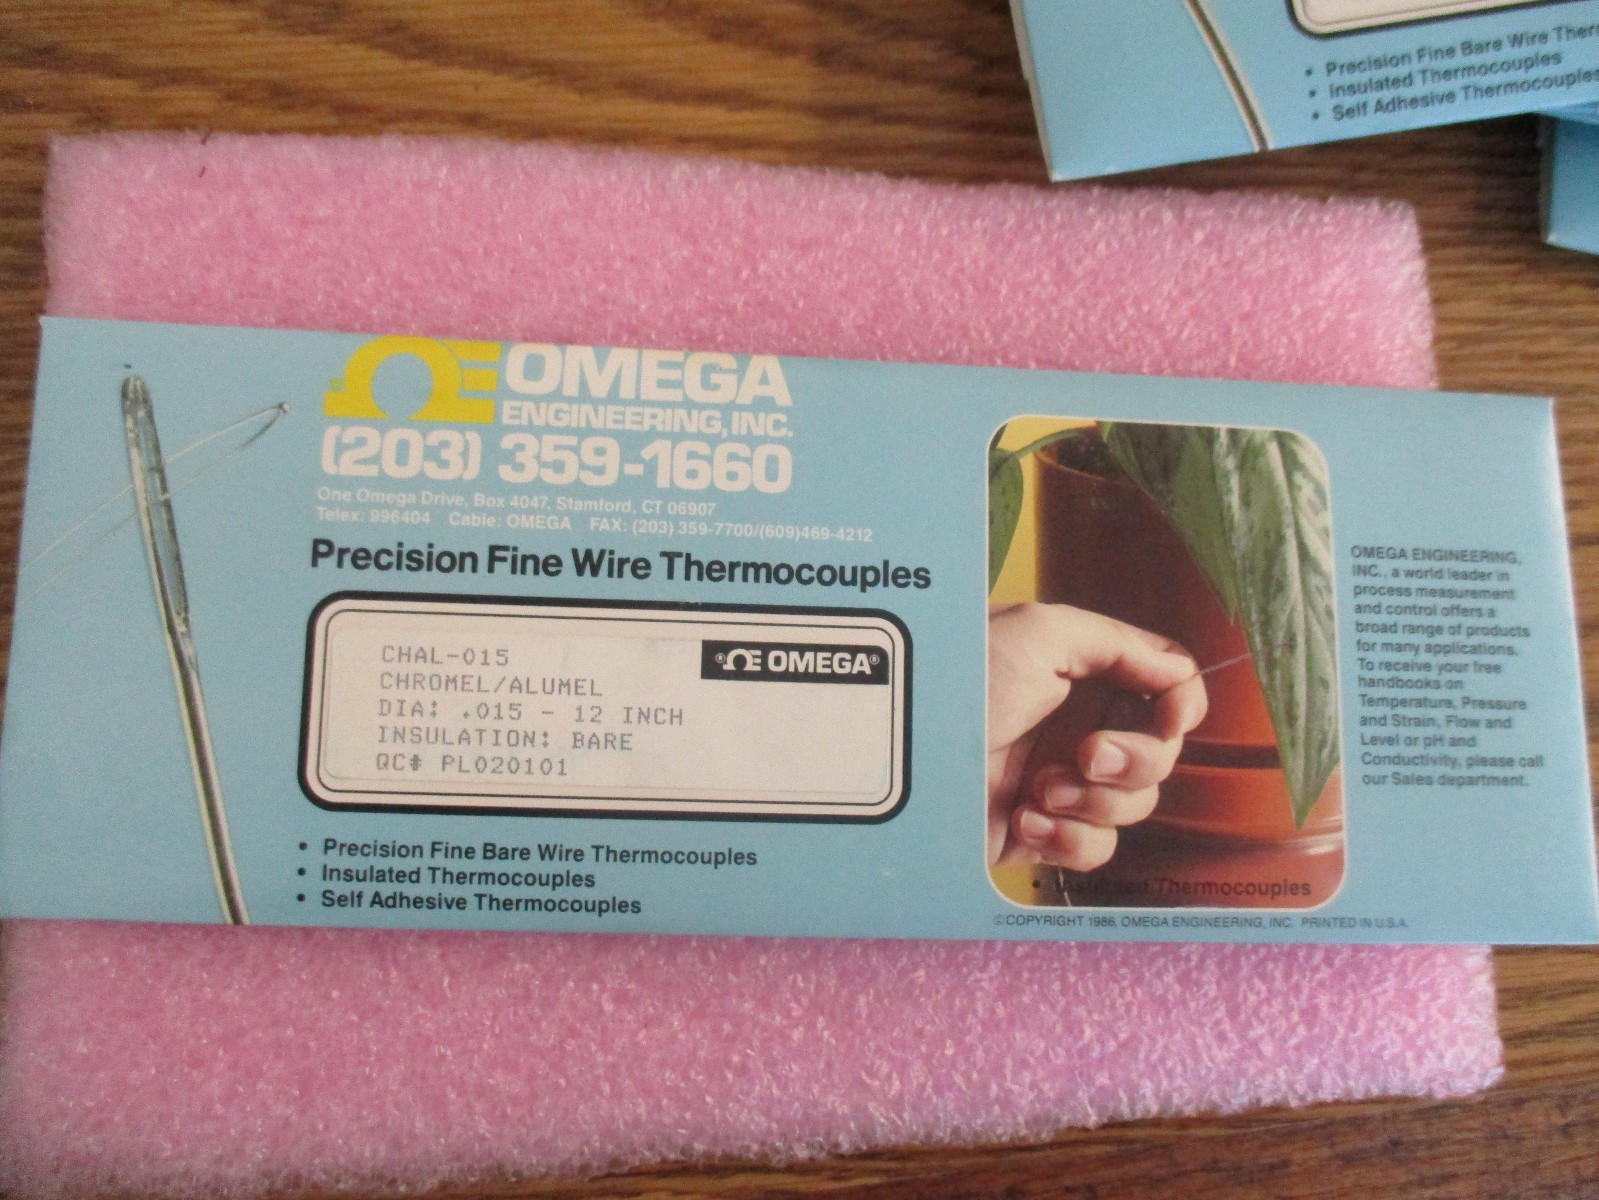 Precision Fine Bare Wire
• Insulated Thermocouples
• Self Adhesive Thermocouples
OMEGA
ENGINEERING, INC.
(203) 359-1660
One Omega Drive, Box 4047, Stamford, CT 06907
Telex: 996404 Cable: OMEGA FAX: (203) 359-7700/(609)469-4212
Precision Fine Wire Thermocouples
CHAL-015
CHROMEL/ALUMEL
DIA: .015 - 12 INCH
INSULATION: BARE
QC# PL020101
OMEGA®
• Precision Fine Bare Wire Thermocouples
• Insulated Thermocouples
• Self Adhesive Thermocouples
• Insulated Thermocouples
©COPYRIGHT 1986, OMEGA ENGINEERING, INC. PRINTED IN U.S.A.
OMEGA ENGINEERING,
INC., a world leader in
process measurement
and control offers a
broad range of products
for many applications.
To receive your free
handbooks on
Temperature, Pressure
and Strain, Flow and
Level or pH and
Conductivity, please call
our Sales department.